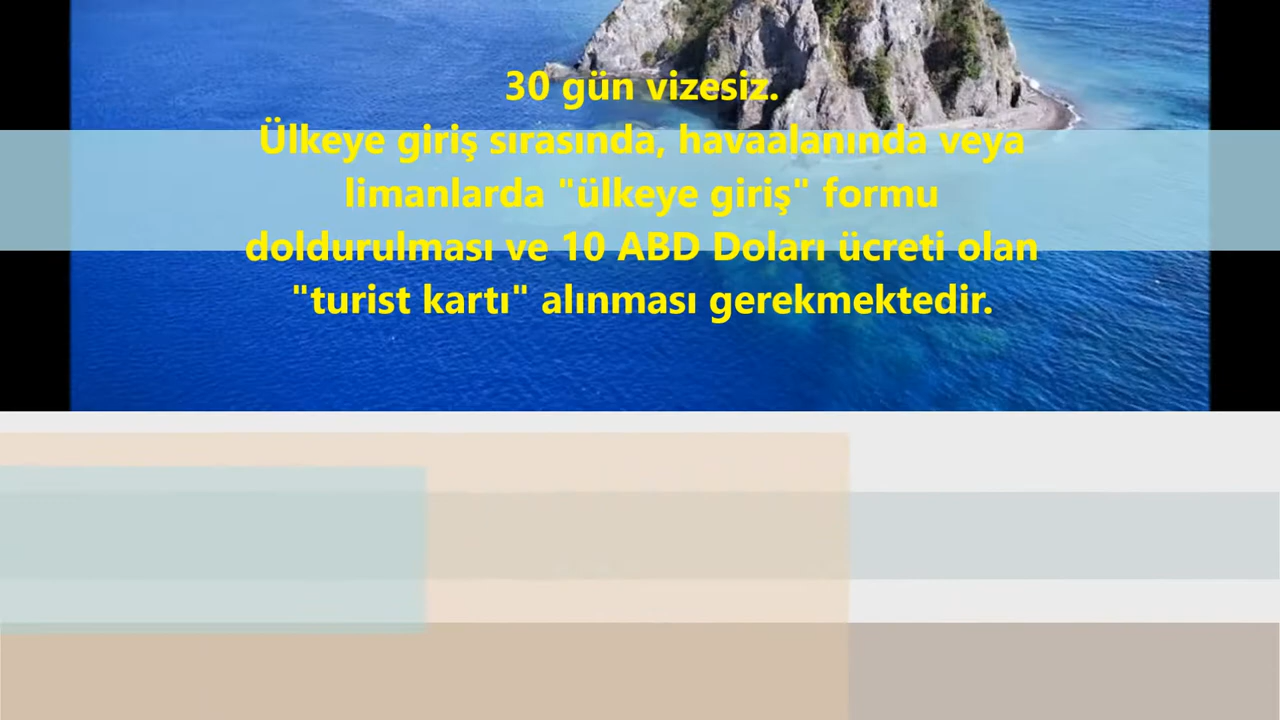 30 gün vizesiz.
Ülkeye giriş sırasında, havaalanında veya
limanlarda "ülkeye giriş" formu
doldurulması ve 10 ABD Doları ücreti olan
"turist kartı" alınması gerekmektedir.